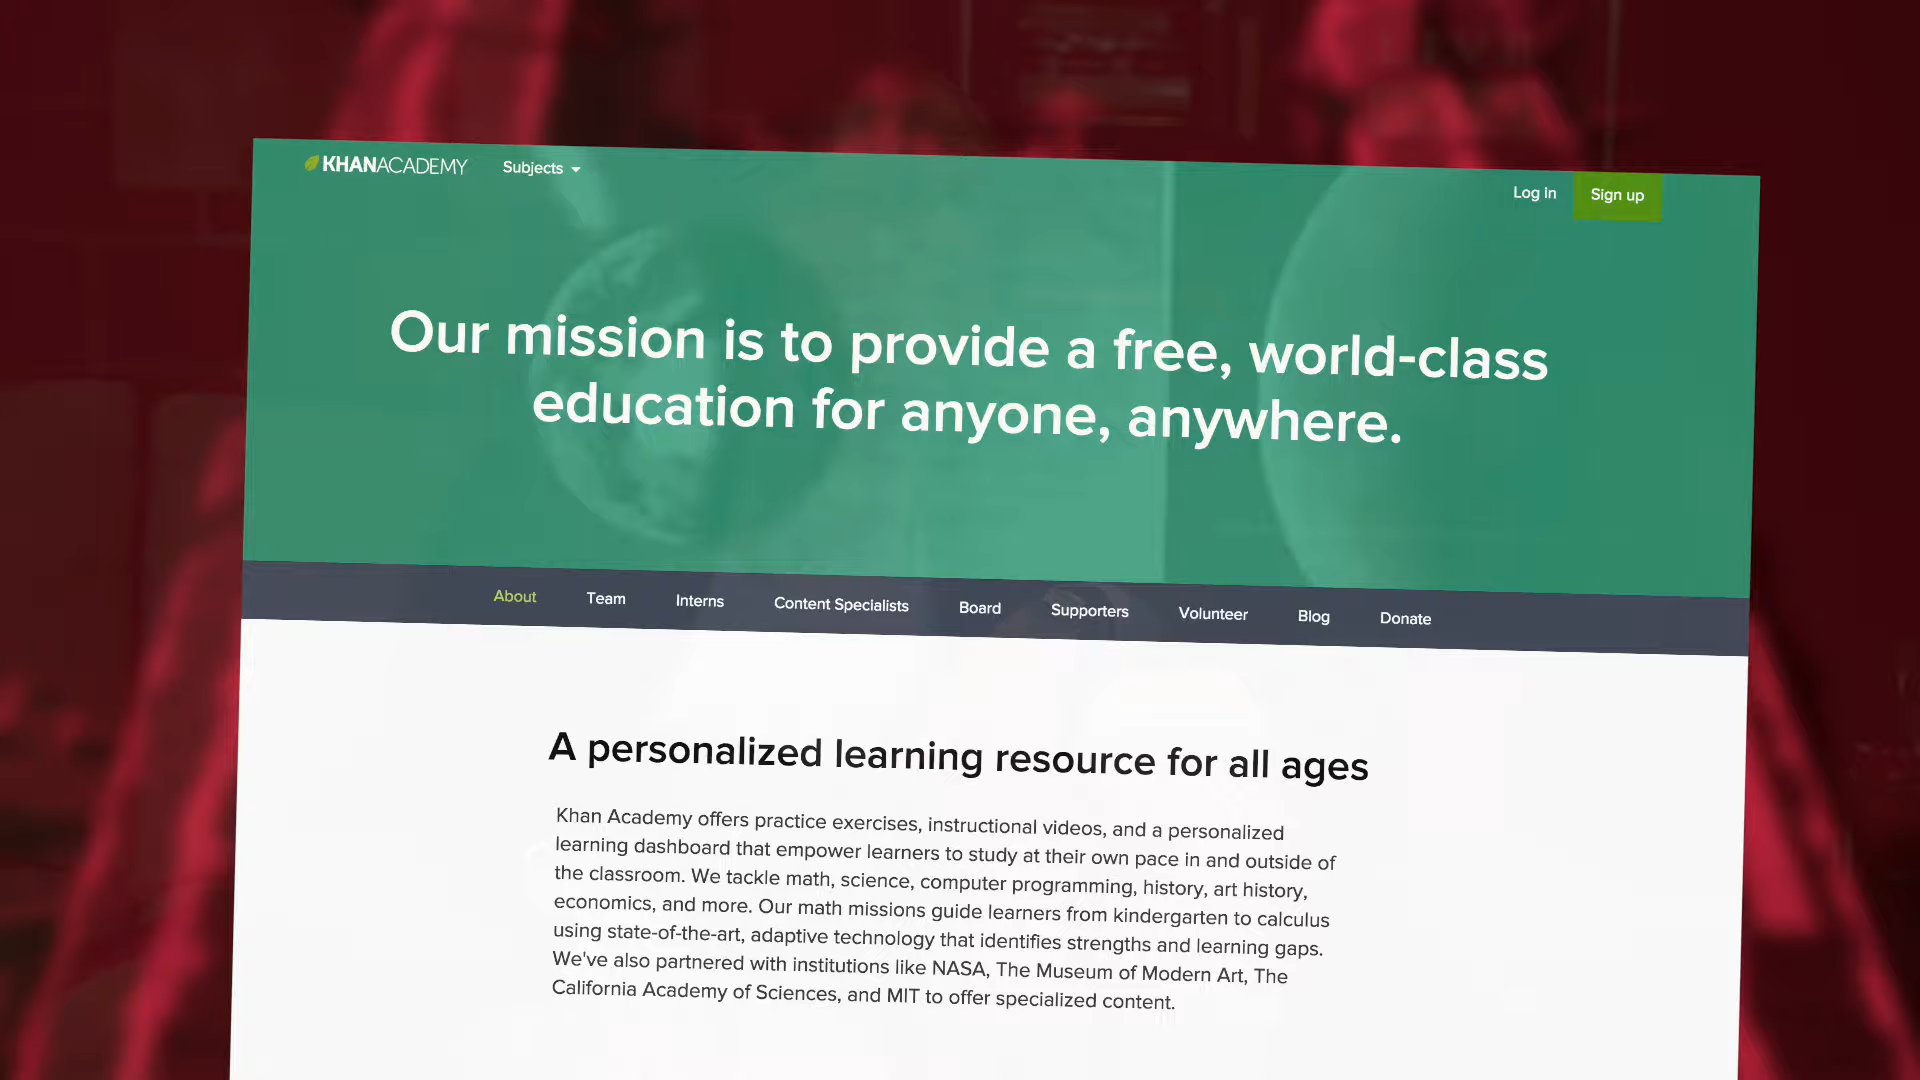 KHANACADEMY
Subjects
Log in
Sign up
Our mission is to provide a free, world-class
education for anyone, anywhere.
About Team Interns Content Specialists Board Supporters Volunteer Blog Donate
A personalized learning resource for all ages
Khan Academy offers practice exercises, instructional videos, and a personalized
learning dashboard that empower learners to study at their own pace in and outside of
the classroom. We tackle math, science, computer programming, history, art history,
economics, and more. Our math missions guide learners from kindergarten to calculus
using state-of-the-art, adaptive technology that identifies strengths and learning gaps.
We've also partnered with institutions like NASA, The Museum of Modern Art, The
California Academy of Sciences, and MIT to offer specialized content.